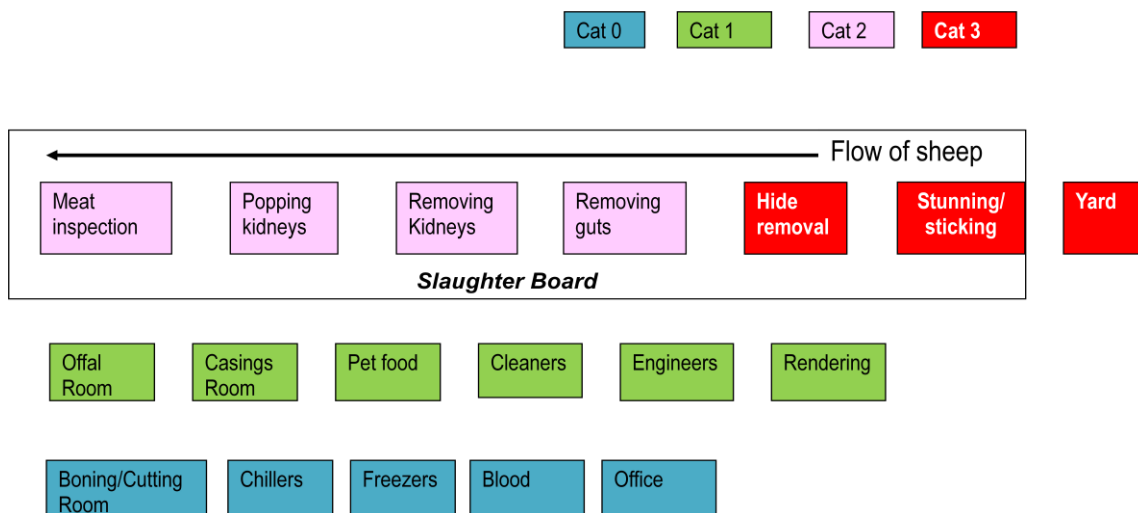 Cat 0
Cat 1
Cat 2
Cat 3
Flow of sheep
Meat
inspection
Popping
kidneys
Removing
Kidneys
Removing
guts
Hide
removal
Stunning/
sticking
Yard
Slaughter Board
Offal
Room
Casings
Room
Pet food
Cleaners
Engineers
Rendering
Boning/Cutting
Room
Chillers
Freezers
Blood
Office